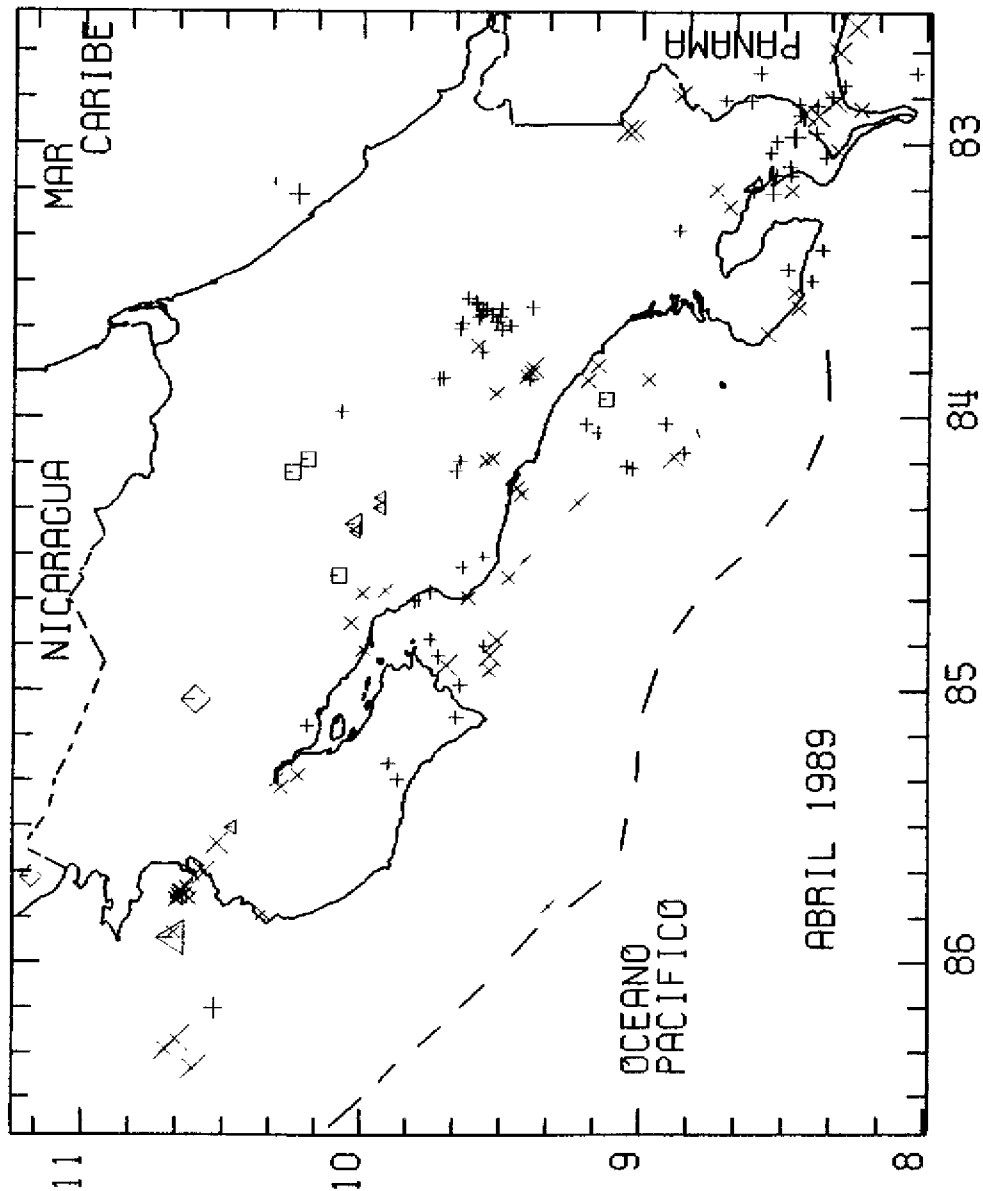 MAR
CARIBE
NICARAGUA
PANAMA
OCEANO
PACIFICO
ABRIL 1989
11
10
9
8
86
85
84
83